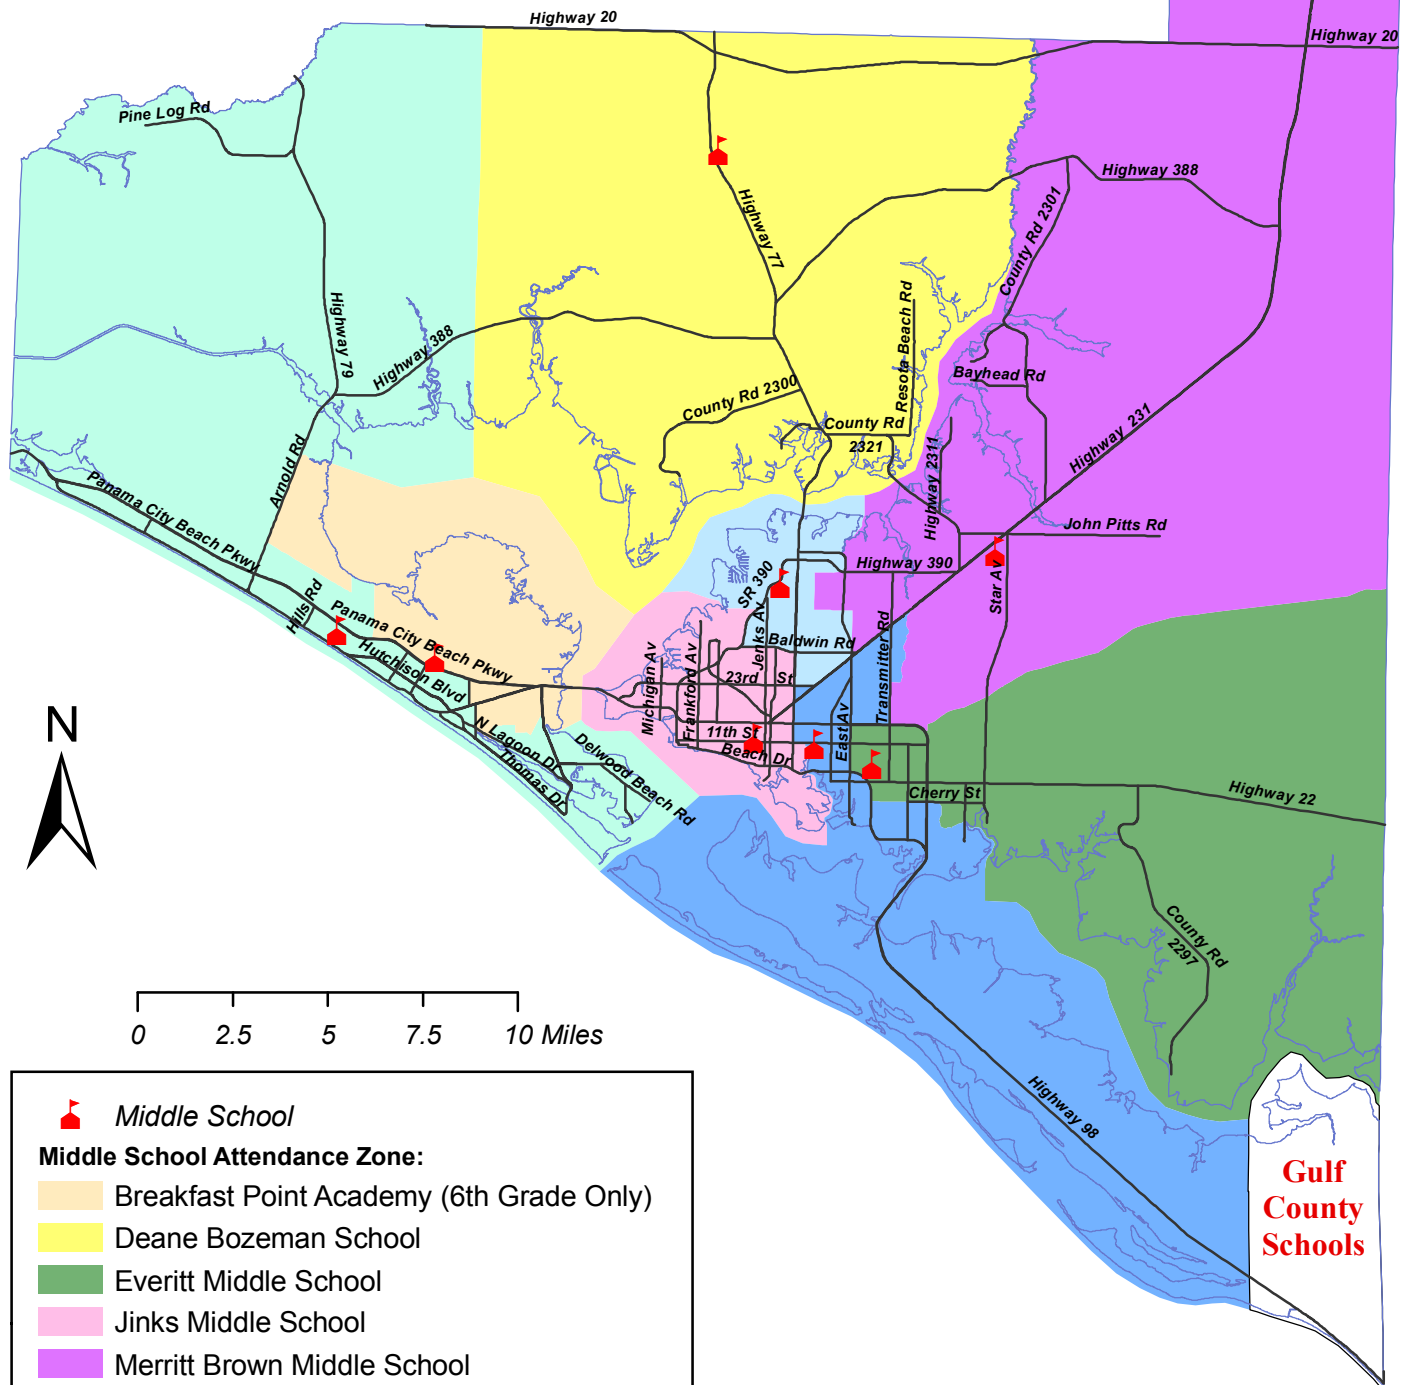 Highway 20
Highway 20
Pine Log Rd
Highway 388
County Rd 2301
Highway 77
Highway 79
Highway 388
Resota Beach Rd
Bayhead Rd
County Rd 2300
County Rd
2321
Highway 231
Highway 2311
Arnold Rd
Panama City Beach Pkwy
John Pitts Rd
Highway 390
SR 390
Star Av
Hills Rd
Panama City Beach Pkwy
Jenks Av
Baldwin Rd
Transmitter Rd
Hutchison Blvd
Michigan Av
Frankford Av
23rd St
East Av
N Lagoon Dr
11th St
Beach Dr
Delwood Beach Rd
Thomas Dr
Cherry St
Highway 22
N
County Rd
2297
0 2.5 5 7.5 10 Miles
Highway 98
Gulf
County
Schools
Middle School
Middle School Attendance Zone:
Breakfast Point Academy (6th Grade Only)
Deane Bozeman School
Everitt Middle School
Jinks Middle School
Merritt Brown Middle School